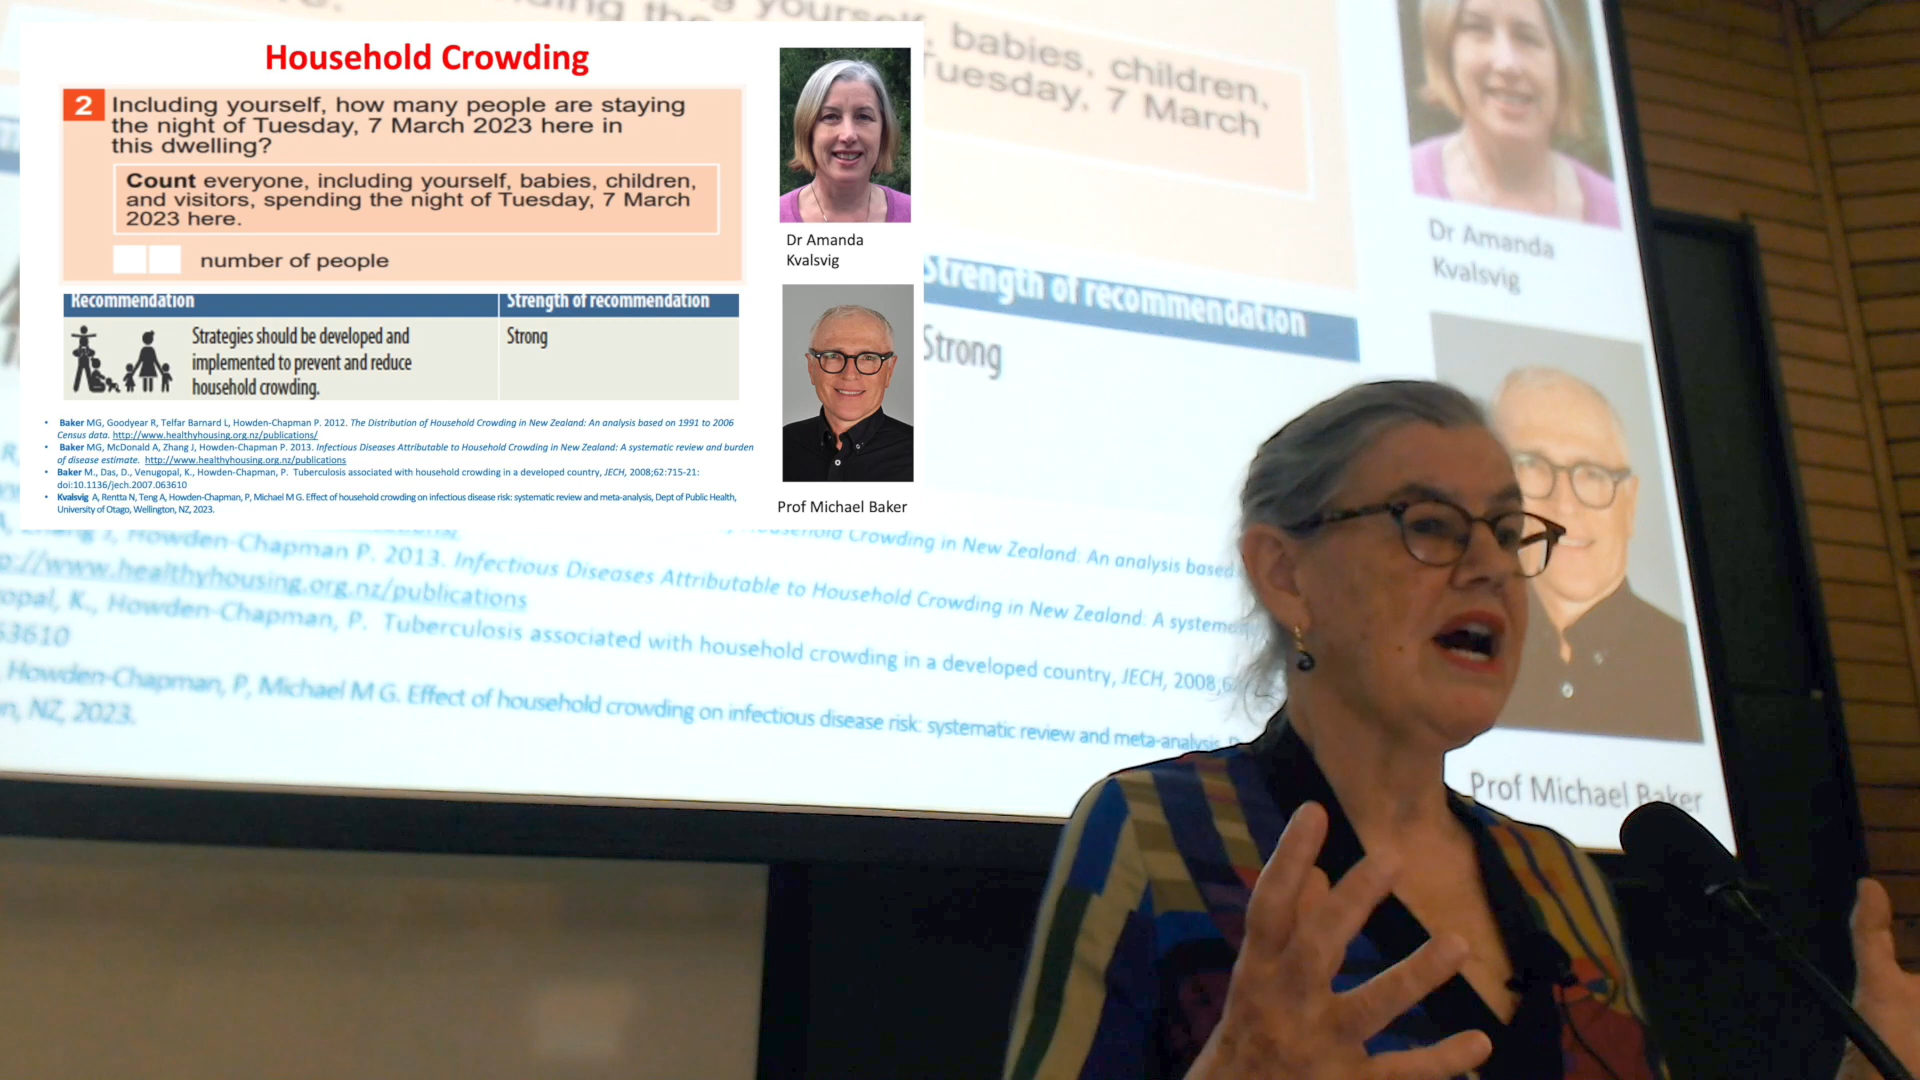 Household Crowding
2 Including yourself, how many people are staying
the night of Tuesday, 7 March 2023 here in
this dwelling?
Count everyone, including yourself, babies, children,
and visitors, spending the night of Tuesday, 7 March
2023 here.
number of people
Recommendation Strength of recommendation
Strategies should be developed and Strong
implemented to prevent and reduce
household crowding.
• Baker MG, Goodyear R, Telfar Barnard L, Howden-Chapman P. 2012. The Distribution of Household Crowding in New Zealand: An analysis based on 1991 to 2006
Census data. http://www.healthyhousing.org.nz/publications/
• Baker MG, McDonald A, Zhang J, Howden-Chapman P. 2013. Infectious Diseases Attributable to Household Crowding in New Zealand: A systematic review and burden
of disease estimate. http://www.healthyhousing.org.nz/publications
• Baker M., Das, D., Venugopal, K., Howden-Chapman, P. Tuberculosis associated with household crowding in a developed country, JECH, 2008;62:715-21:
doi:10.1136/jech.2007.063610
• Kvalsvig A, Rentta N, Teng A, Howden-Chapman, P, Michael M G. Effect of household crowding on infectious disease risk: systematic review and meta-analysis, Dept of Public Health,
University of Otago, Wellington, NZ, 2023.
Dr Amanda
Kvalsvig
Prof Michael Baker
yourself,
babies, children,
Tuesday, 7 March
Strength of recommendation
Strong
Dr Amanda
Kvalsvig
Prof Michael Baker
Household Crowding in New Zealand: An analysis based
J, Howden-Chapman P. 2013. Infectious Diseases Attributable to Household Crowding in New Zealand: A systema
p://www.healthyhousing.org.nz/publications
opal, K., Howden-Chapman, P. Tuberculosis associated with household crowding in a developed country, JECH, 2008;6
63610
Howden-Chapman, P, Michael M G. Effect of household crowding on infectious disease risk: systematic review and meta-analysis
n, NZ, 2023.